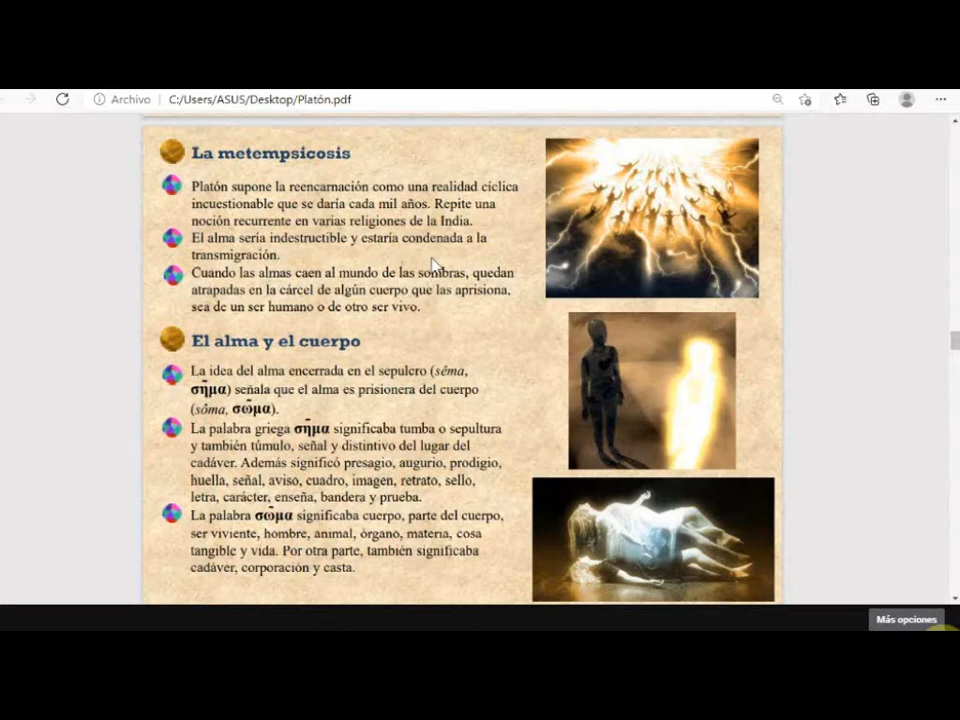 Archivo
C:/Users/ASUS/Desktop/Platón.pdf
La metempsicosis
Platón supone la reencarnación como una realidad cíclica
incuestionable que se daría cada mil años. Repite una
noción recurrente en varias religiones de la India.
El alma sería indestructible y estaría condenada a la
transmigración.
Cuando las almas caen al mundo de las sombras, quedan
atrapadas en la cárcel de algún cuerpo que las aprisiona,
sea de un ser humano o de otro ser vivo.
El alma y el cuerpo
La idea del alma encerrada en el sepulcro (séma,
σῆμα) señala que el alma es prisionera del cuerpo
(sôma, σῶμα).
La palabra griega σῆμα significaba tumba o sepultura
y también túmulo, señal y distintivo del lugar del
cadáver. Además significó presagio, augurio, prodigio,
huella, señal, aviso, cuadro, imagen, retrato, sello,
letra, carácter, enseña, bandera y prueba.
La palabra σῶμα significaba cuerpo, parte del cuerpo,
ser viviente, hombre, animal, órgano, materia, cosa
tangible y vida. Por otra parte, también significaba
cadáver, corporación y casta.
Más opciones